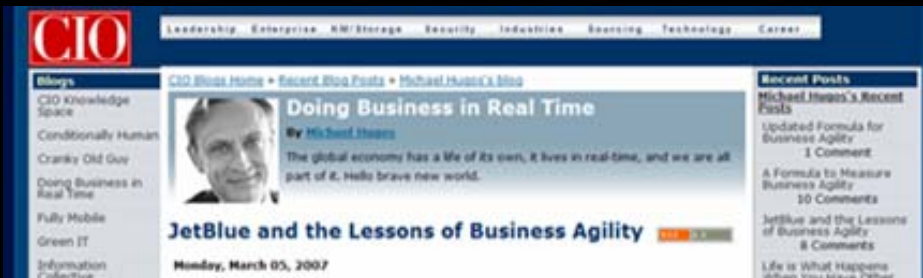 CIO
Leadership Enterprise KM/Storage Security Industries Sourcing Technology Career
Blogs
CIO Knowledge
Space
Conditionally Human
Cranky Old Guy
Doing Business in
Real Time
Fully Mobile
Green IT
Information
Collective
CIO Blogs Home » Recent Blog Posts » Michael Hugos's blog
Doing Business in Real Time
By Michael Hugos
The global economy has a life of its own, it lives in real-time, and we are all
part of it. Hello brave new world.
JetBlue and the Lessons of Business Agility
Monday, March 05, 2007
Recent Posts
Michael Hugos's Recent
Posts
Updated Formula for
Business Agility
1 Comment
A Formula to Measure
Business Agility
10 Comments
JetBlue and the Lessons
of Business Agility
8 Comments
Life is What Happens
When You Have Other